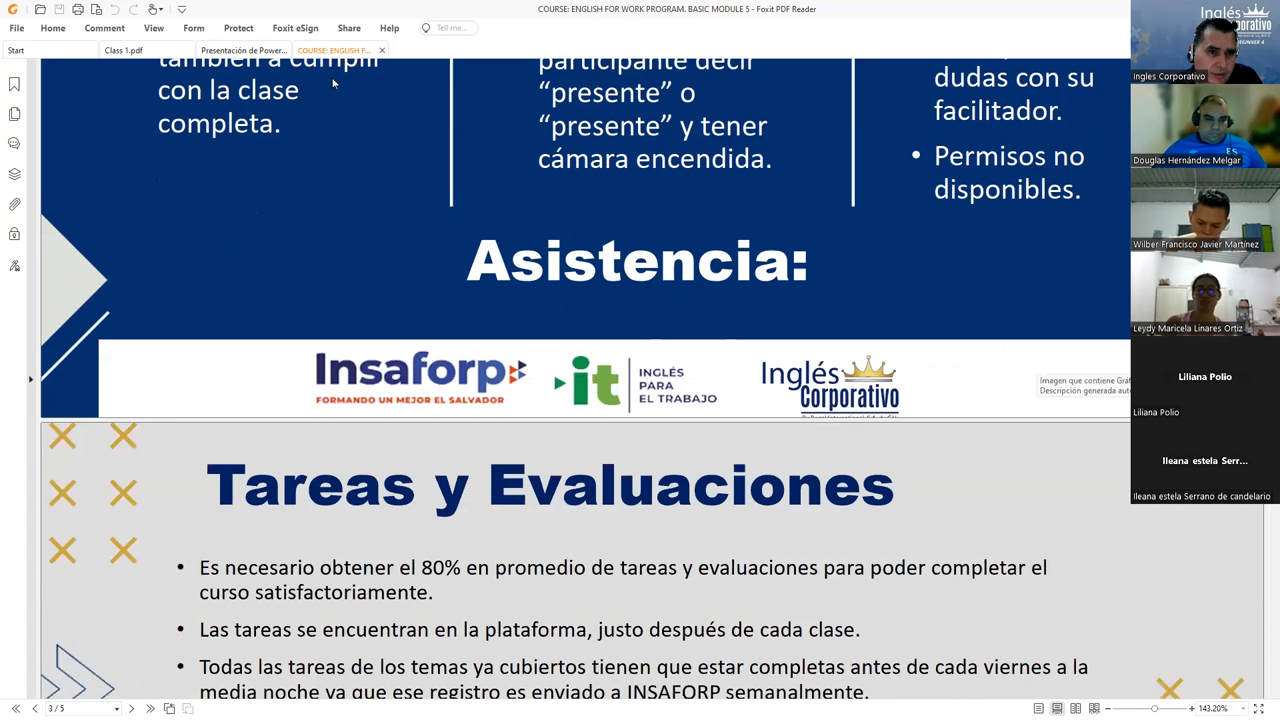 COURSE: ENGLISH FOR WORK PROGRAM. BASIC MODULE 5 - Foxit PDF Reader
File Home Comment View Form Protect Foxit eSign Share Help Tell me...
Start Class 1.pdf Presentación de Power... COURSE: ENGLISH F...
también a cumplir
con la clase
completa.
participante decir
“presente” o
“presente” y tener
cámara encendida.
dudas con su
facilitador.
• Permisos no
disponibles.
Asistencia:
Insaforp
FORMANDO UN MEJOR EL SALVADOR
it
INGLÉS
PARA
EL TRABAJO
Inglés
Corporativo
Imagen que contiene Gráf
Descripción generada auto
Tareas y Evaluaciones
• Es necesario obtener el 80% en promedio de tareas y evaluaciones para poder completar el
curso satisfactoriamente.
• Las tareas se encuentran en la plataforma, justo después de cada clase.
• Todas las tareas de los temas ya cubiertos tienen que estar completas antes de cada viernes a la
media noche ya que ese registro es enviado a INSAFORP semanalmente.
3 / 5
143.20%
Inglés
Corporativo
BEGINNER 4
Ingles Corporativo
ES
Douglas Hernández Melgar
Wilber Francisco Javier Martínez
Leydy Maricela Linares Ortiz
Liliana Polio
Liliana Polio
Ileana estela Serr...
Ileana estela Serrano de candelario